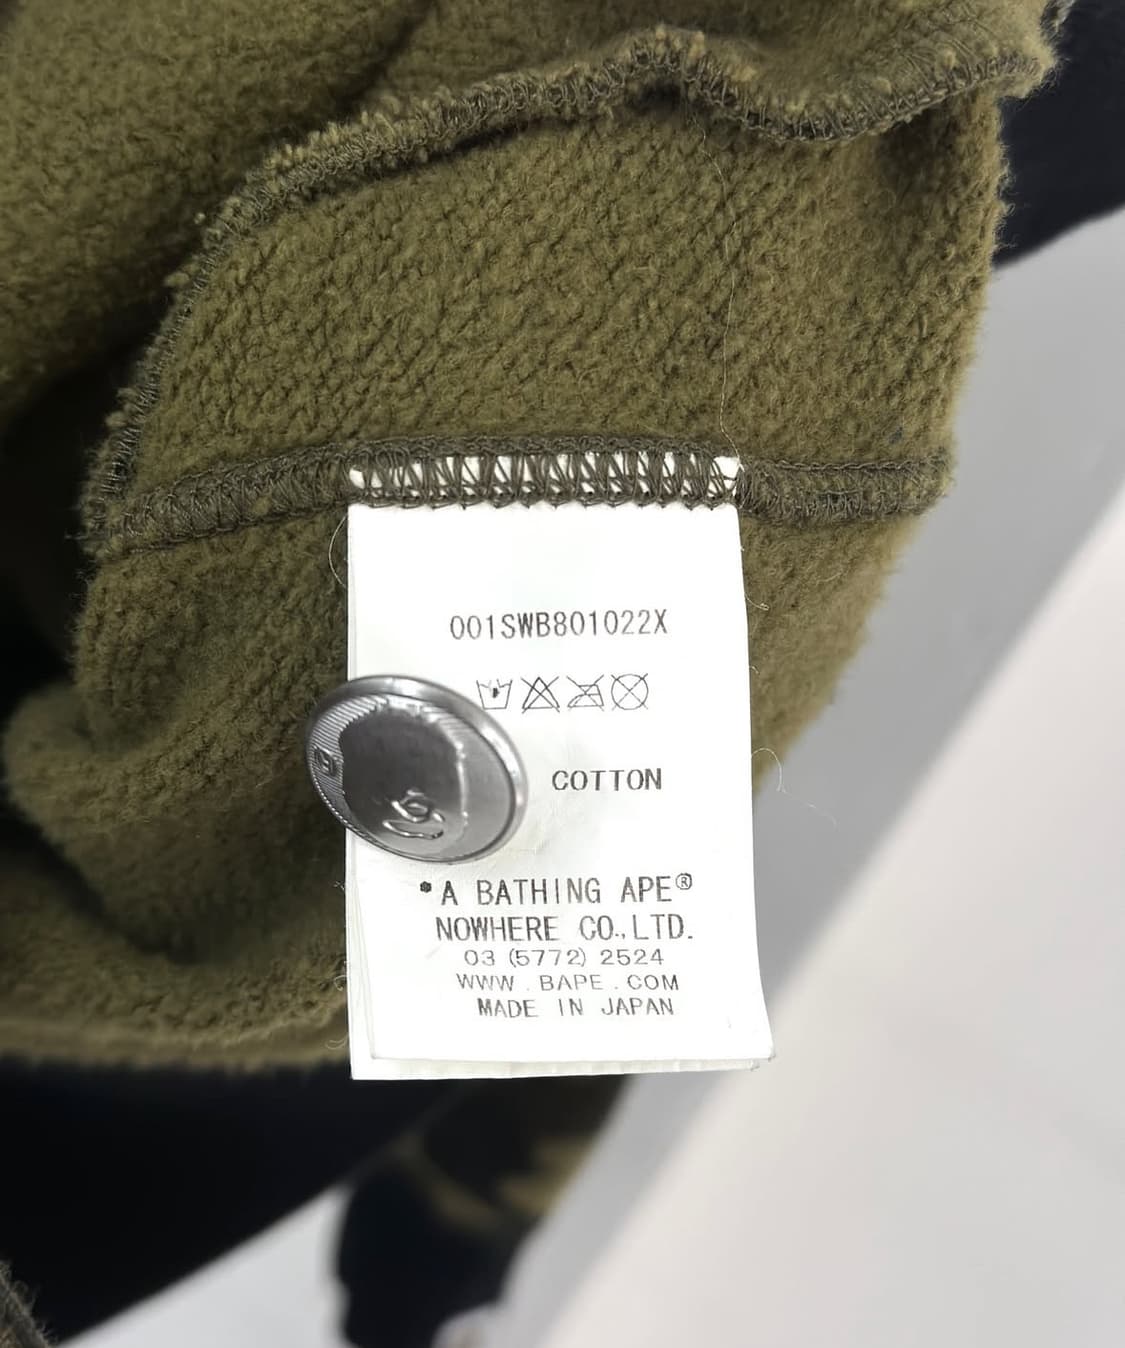 001SWB801022X
COTTON
*A BATHING APE®
NOWHERE CO.,LTD.
03 (5772) 2524
WWW.BAPE.COM
MADE IN JAPAN